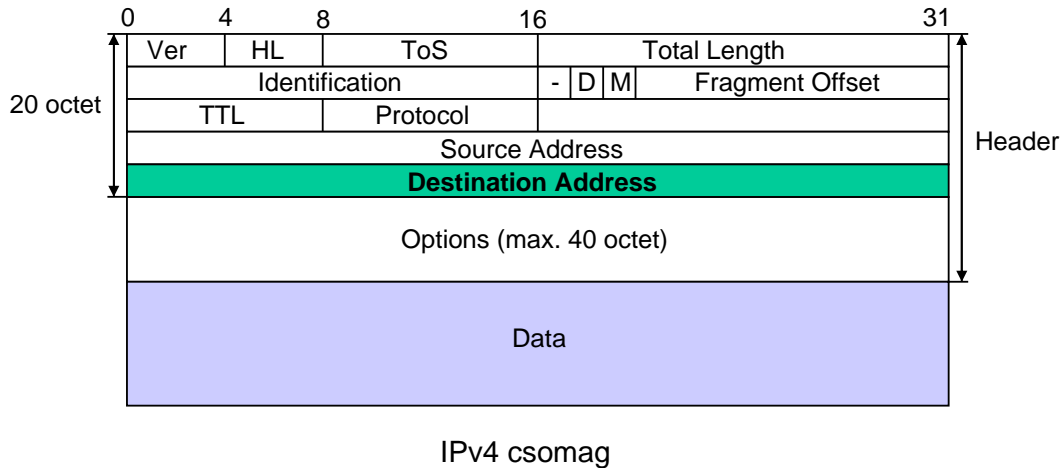 0 4 8 16 31
Ver HL ToS Total Length
Identification - D M Fragment Offset
20 octet
TTL Protocol
Header
Source Address
Destination Address
Options (max. 40 octet)
Data
IPv4 csomag